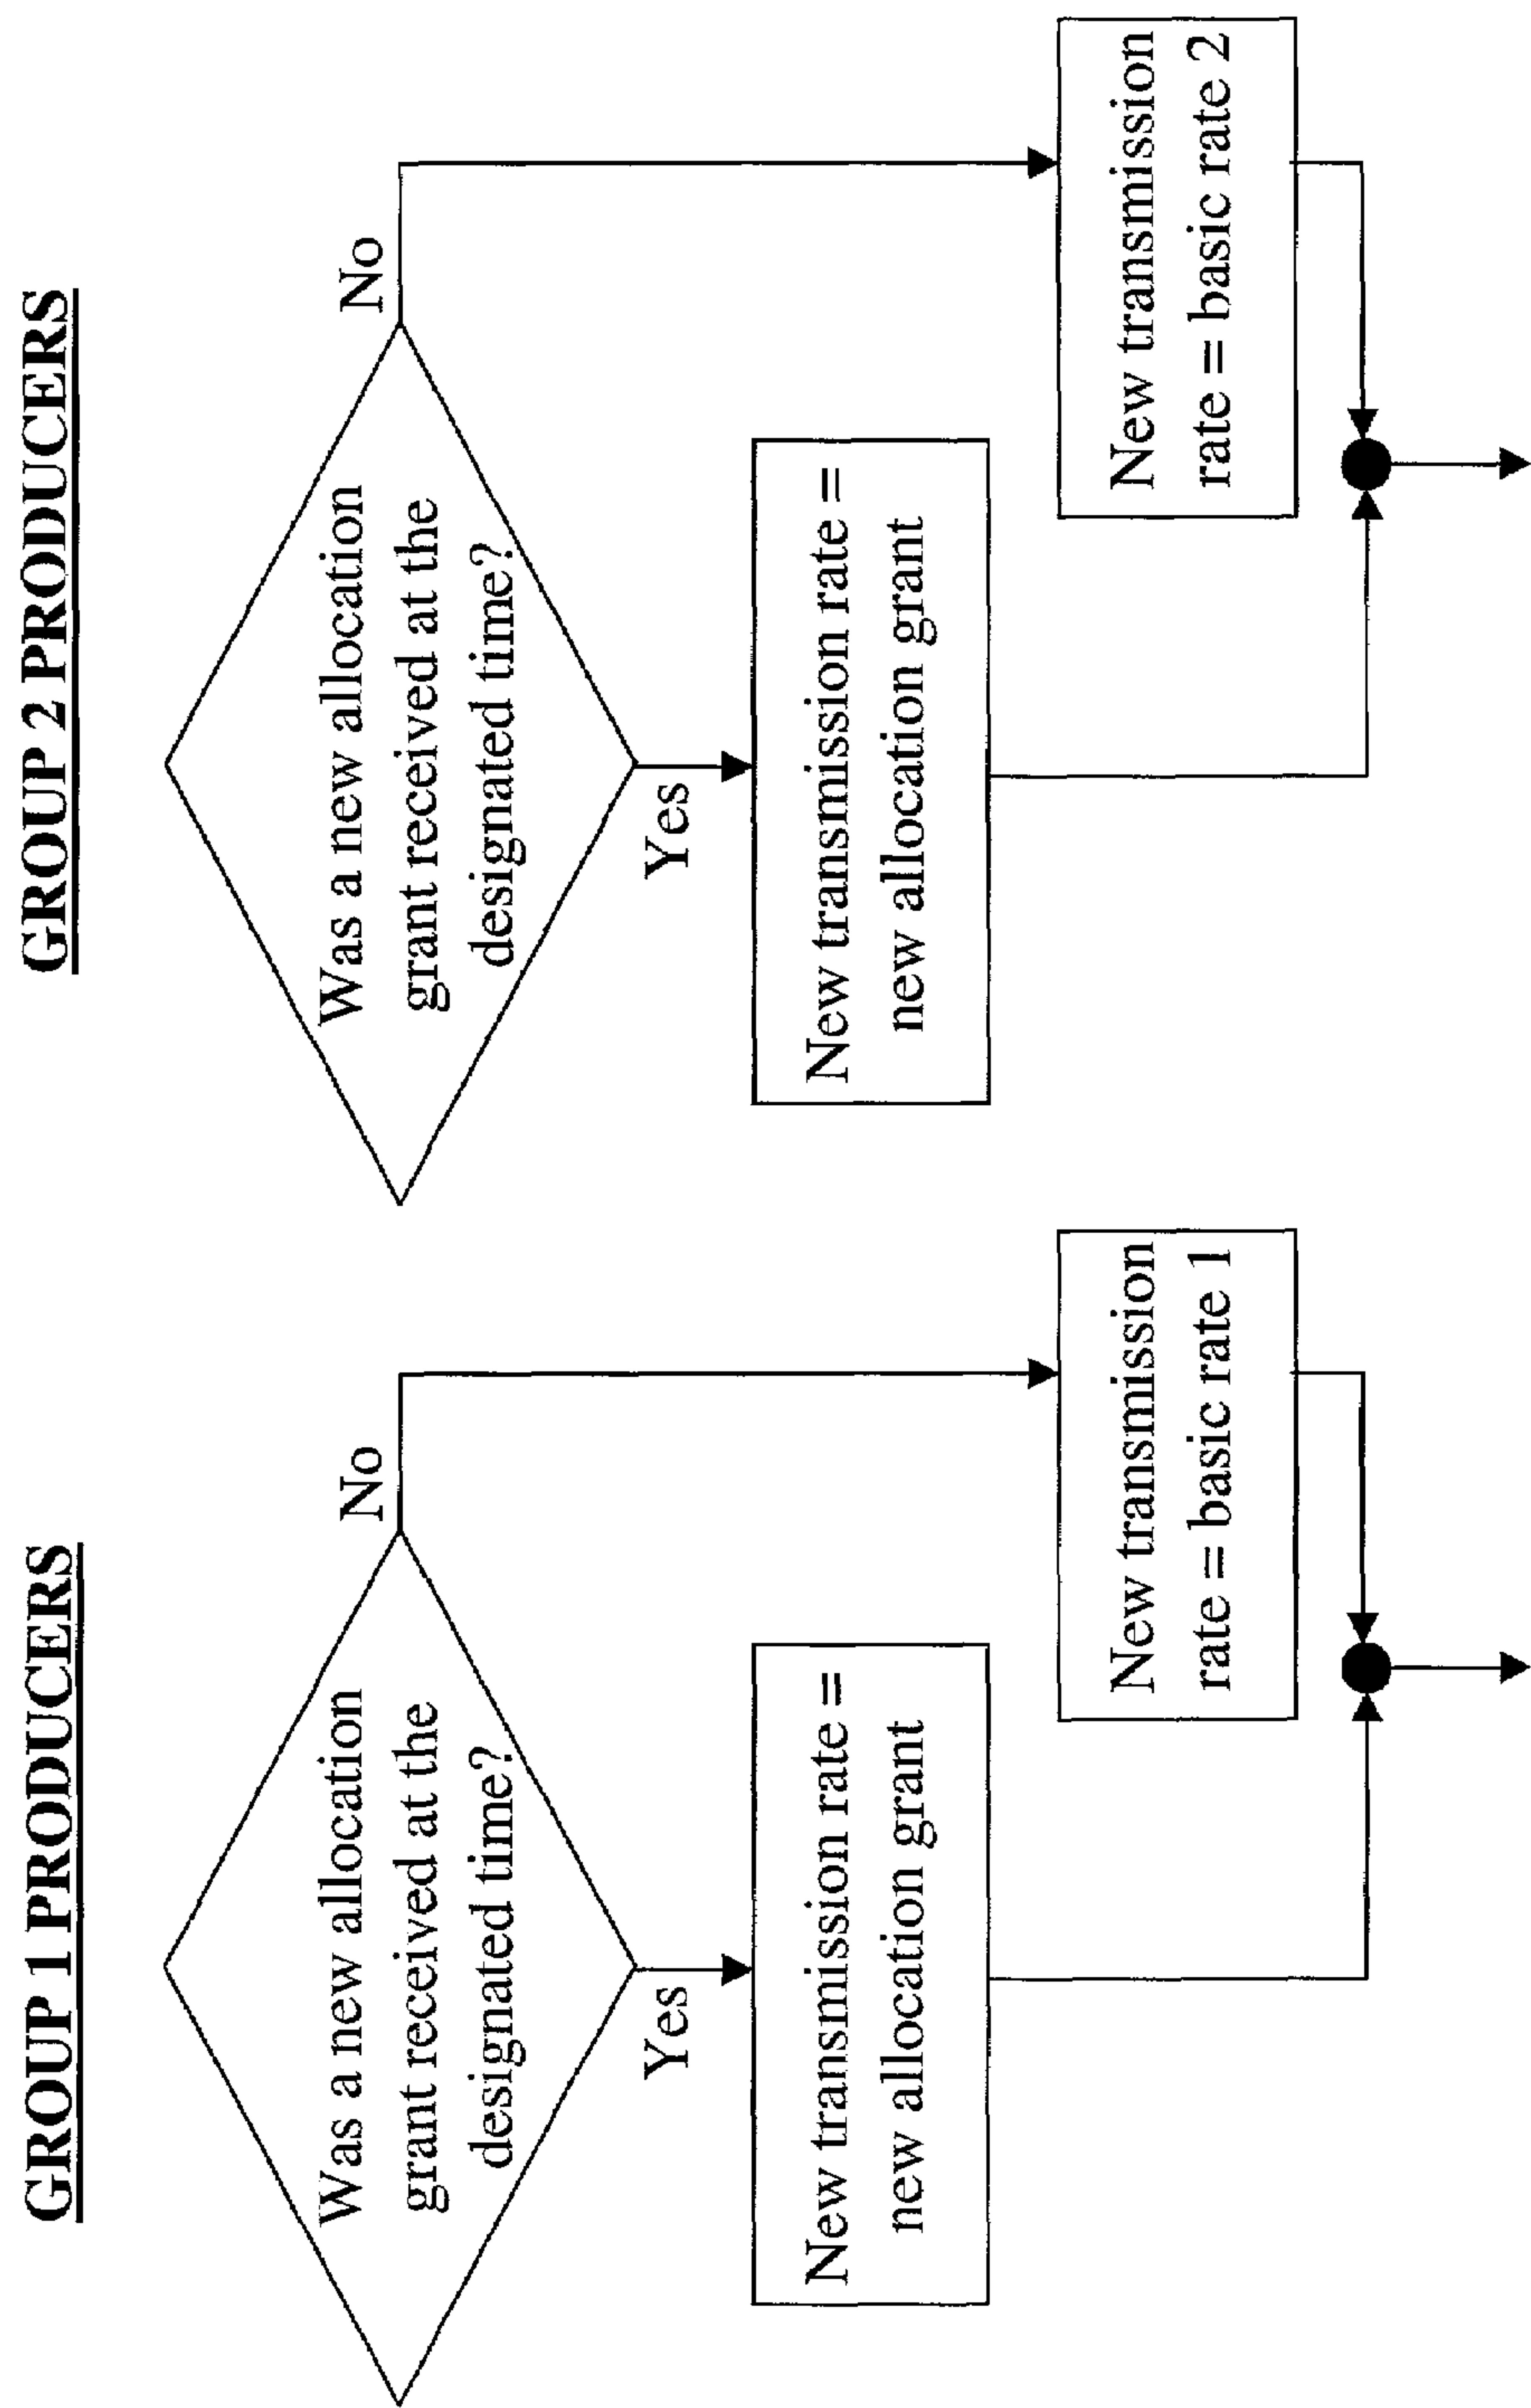 GROUP 1 PRODUCERS
Was a new allocation
grant received at the
designated time?
No
Yes
New transmission rate =
new allocation grant
New transmission
rate = basic rate 1
GROUP 2 PRODUCERS
Was a new allocation
grant received at the
designated time?
No
Yes
New transmission rate =
new allocation grant
New transmission
rate = basic rate 2